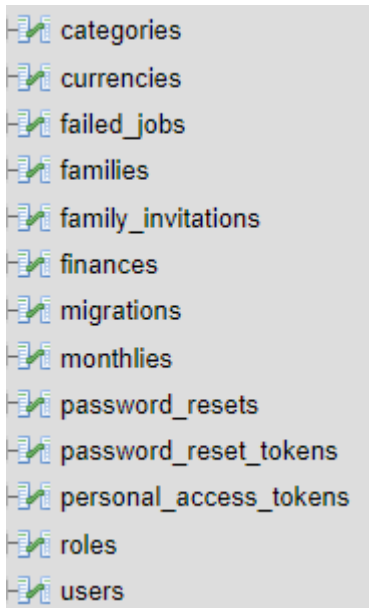 categories
currencies
failed_jobs
families
family_invitations
finances
migrations
monthlies
password_resets
password_reset_tokens
personal_access_tokens
roles
users